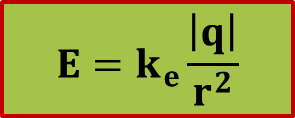 E = kₑ |q| / r²